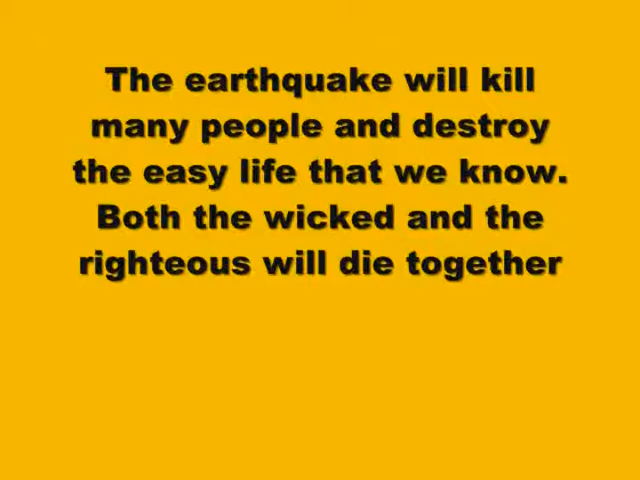 The earthquake will kill
many people and destroy
the easy life that we know.
Both the wicked and the
righteous will die together